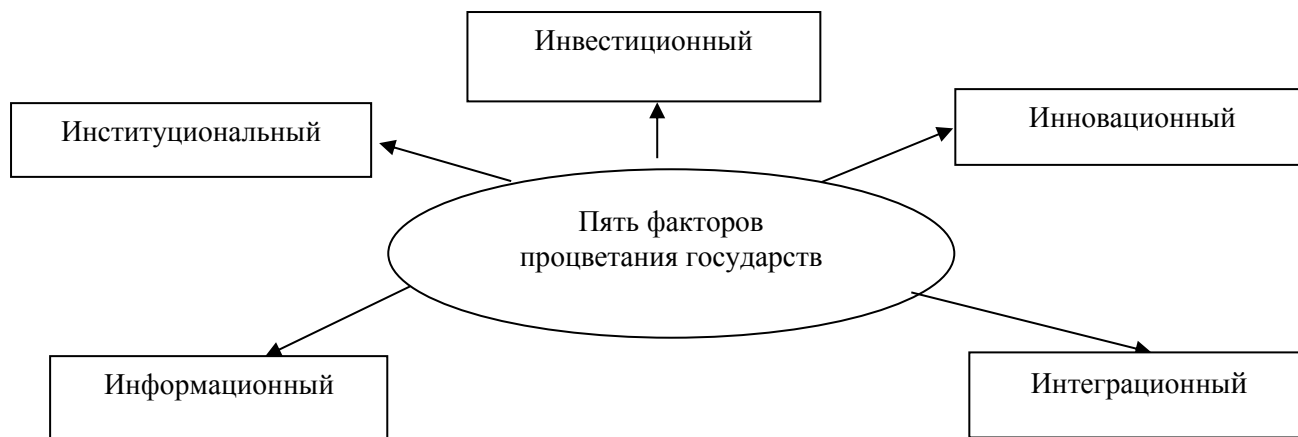 Инвестиционный
Институциональный
Инновационный
Пять факторов
процветания государств
Информационный
Интеграционный